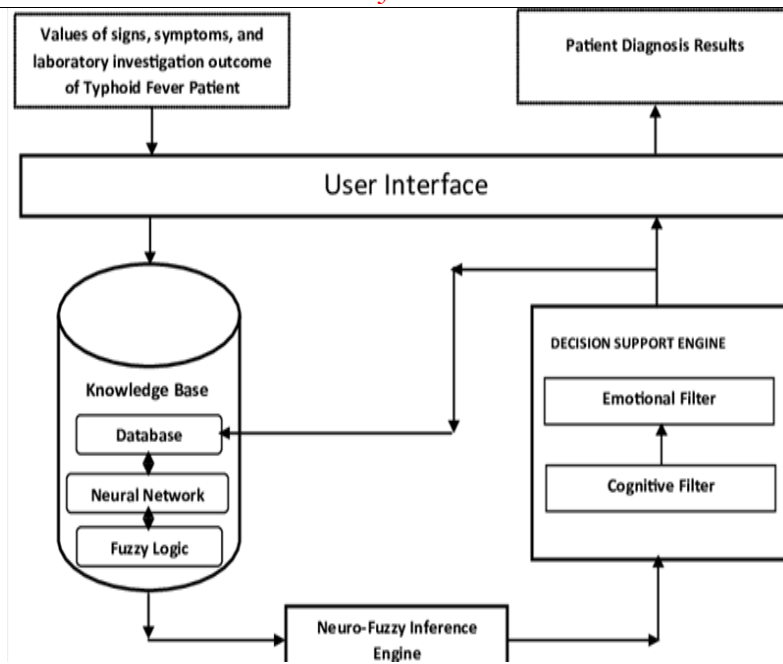 Values of signs, symptoms, and
laboratory investigation outcome
of Typhoid Fever Patient
Patient Diagnosis Results
User Interface
Knowledge Base
Database
Neural Network
Fuzzy Logic
DECISION SUPPORT ENGINE
Emotional Filter
Cognitive Filter
Neuro-Fuzzy Inference
Engine